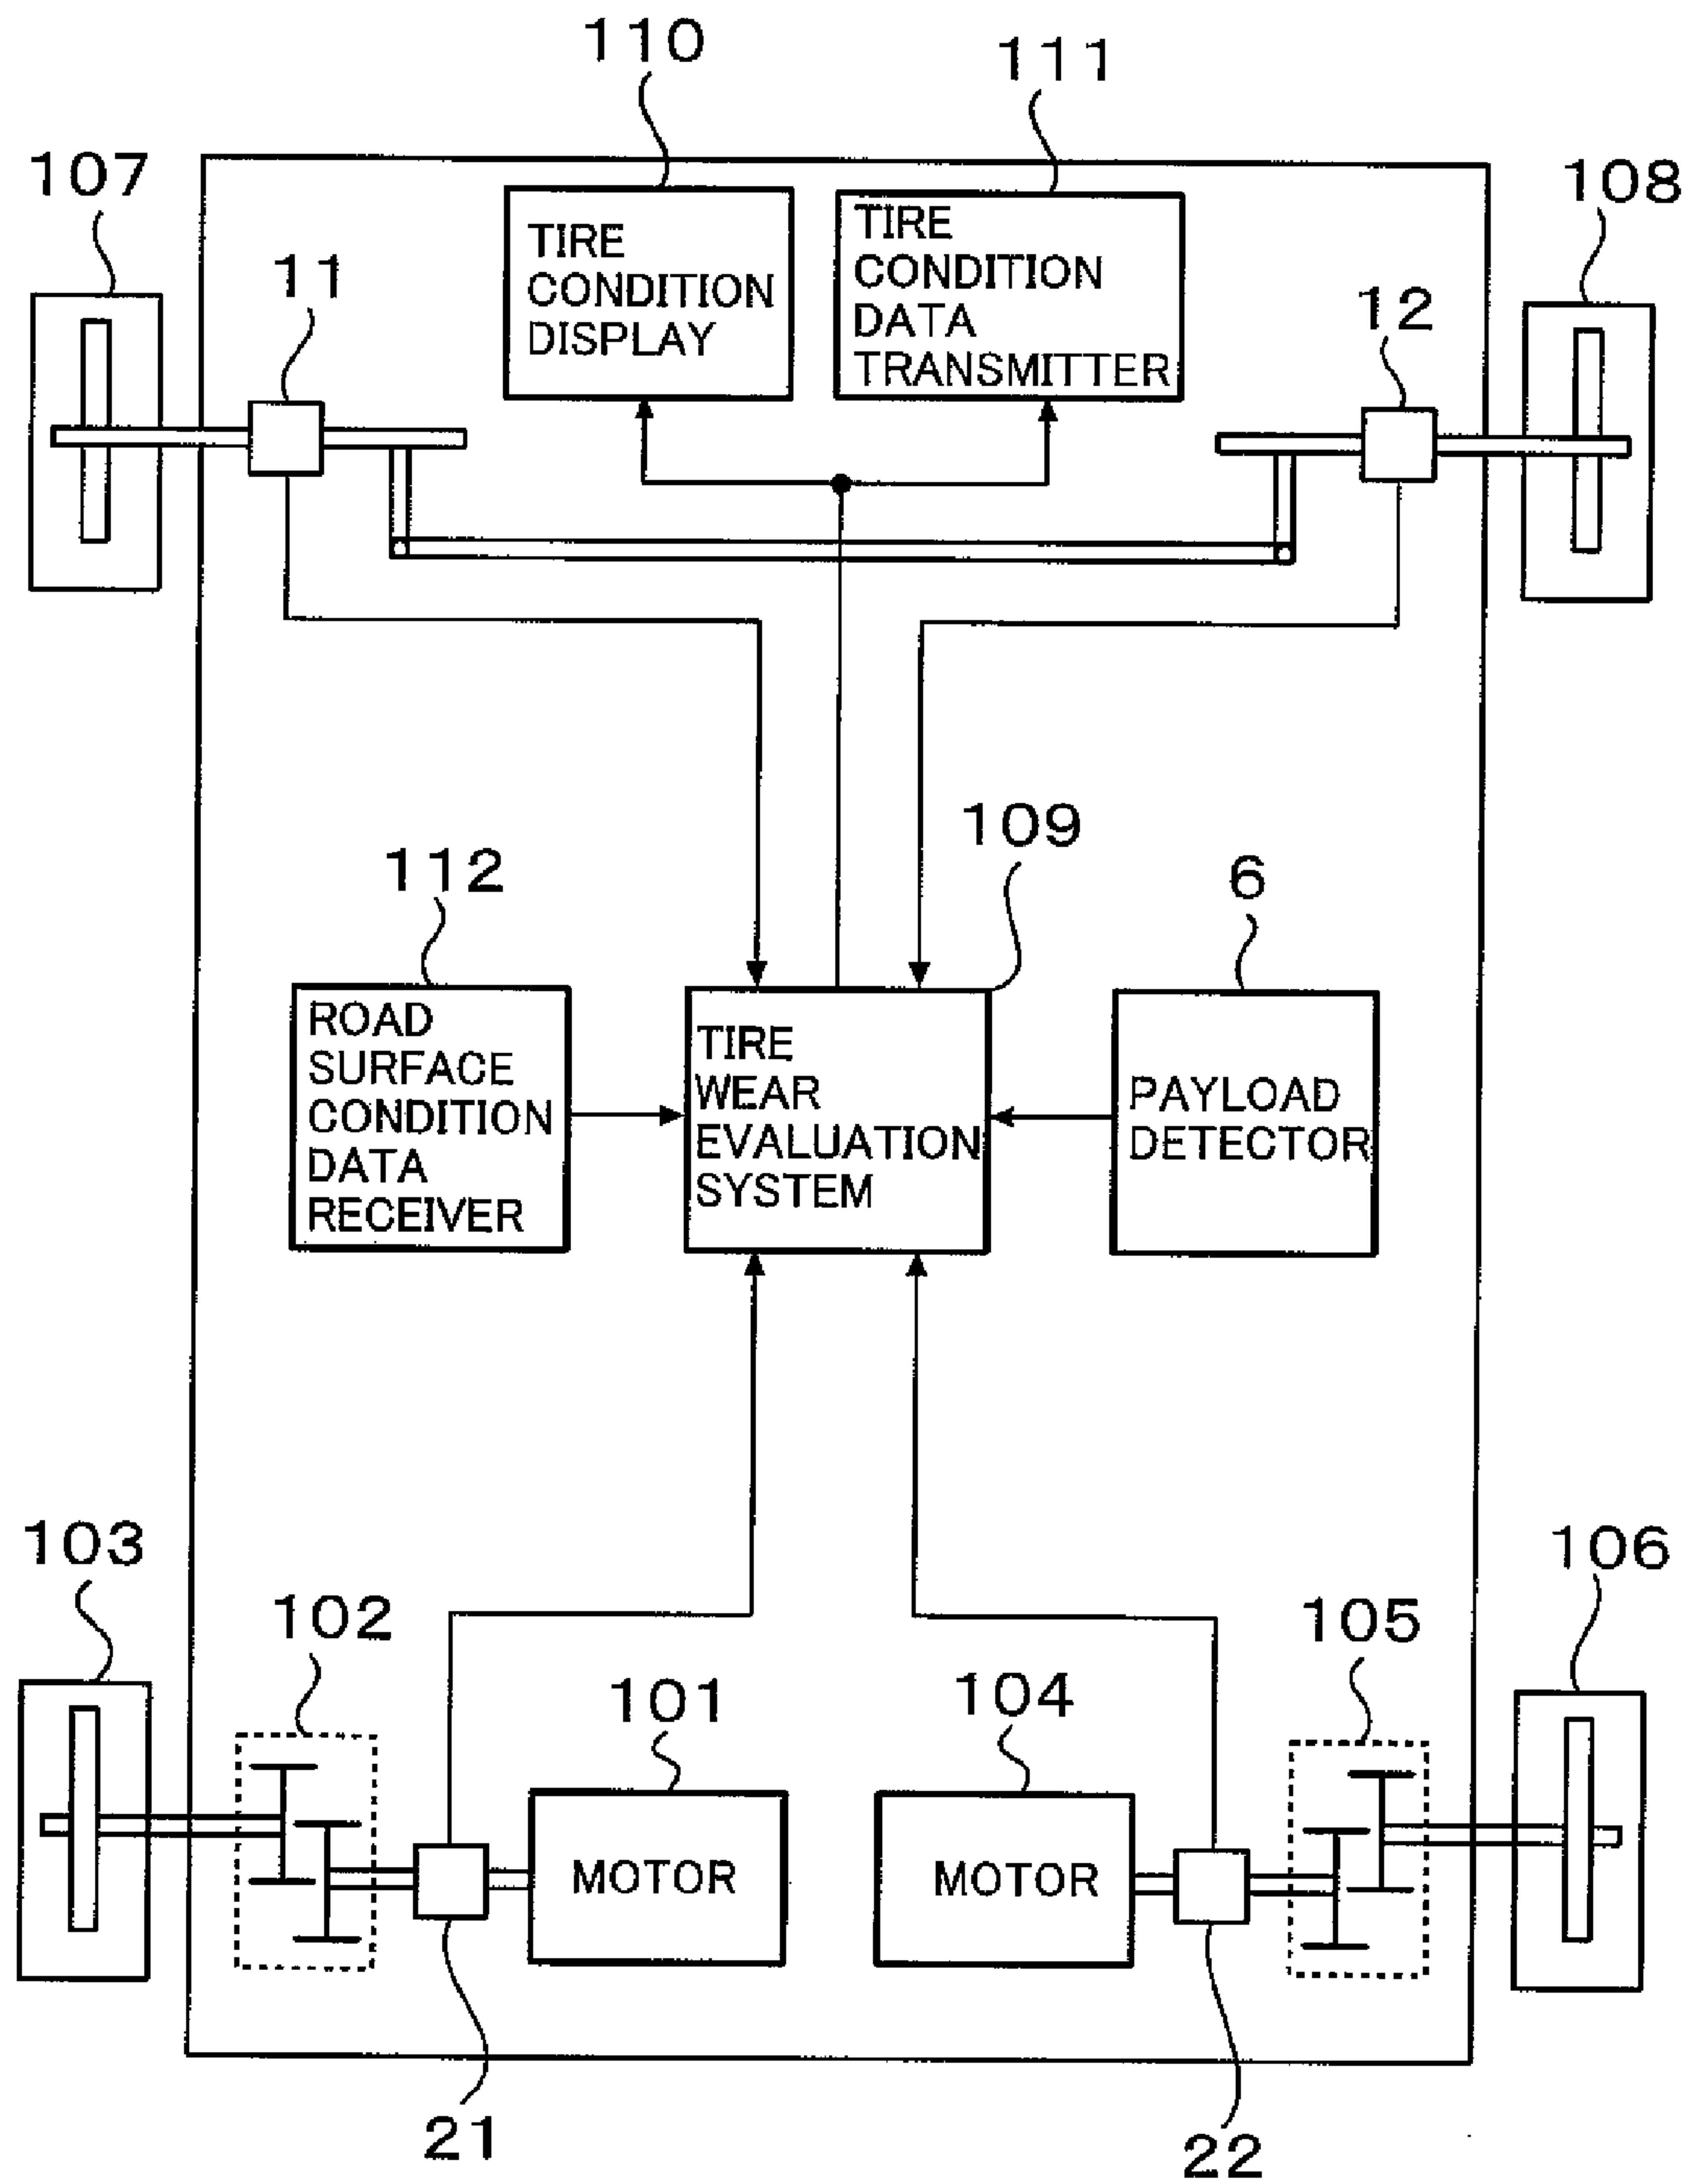 110
111
107
108
TIRE
CONDITION
DISPLAY
TIRE
CONDITION
DATA
TRANSMITTER
11
12
109
112
6
ROAD
SURFACE
CONDITION
DATA
RECEIVER
TIRE
WEAR
EVALUATION
SYSTEM
PAYLOAD
DETECTOR
103
106
102
105
101
104
MOTOR
MOTOR
21
22